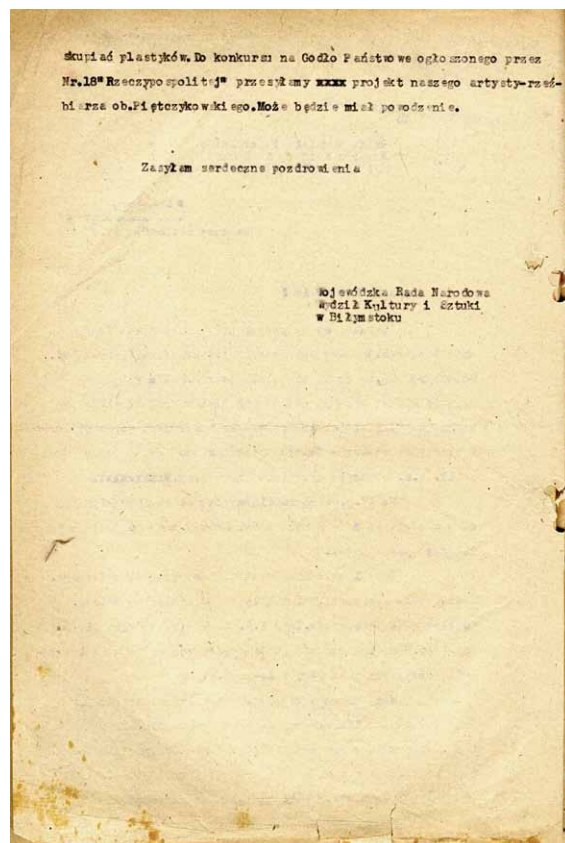 skupiać plastyków.Do konkursu na Godło Państwowe ogłoszonego przez
Nr.18"Rzeczypospolitej" przesyłamy xxxx projekt naszego artysty-rzeź-
biarza ob.Piętczykowskiego.Może będzie miał powodzenie.
Zasyłam serdeczne pozdrowienia
Wojewódzka Rada Narodowa
Wydził Kultury i Sztuki
w Białymstoku